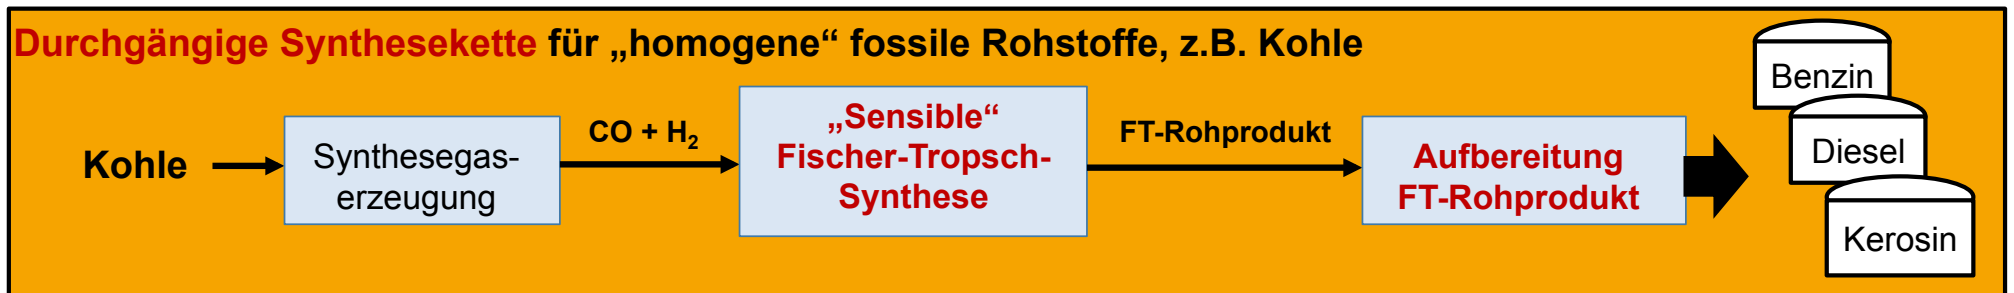 Durchgängige Synthesekette für „homogene“ fossile Rohstoffe, z.B. Kohle
Kohle
Synthesegas-
erzeugung
CO + H₂
„Sensible“
Fischer-Tropsch-
Synthese
FT-Rohprodukt
Aufbereitung
FT-Rohprodukt
Benzin
Diesel
Kerosin